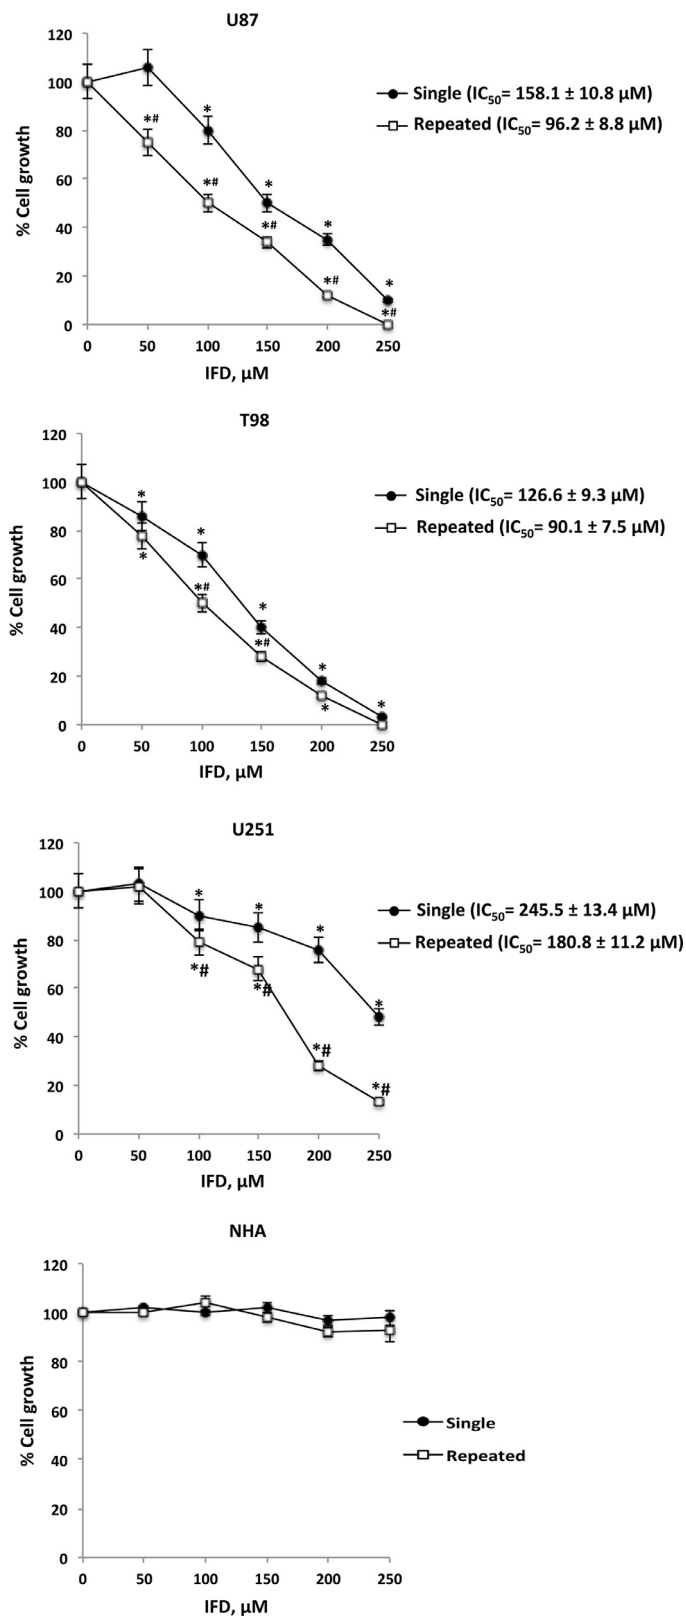 U87
120
100
80
60
40
20
0
% Cell growth
*#
*
*#
*
*#
*
*#
*
*#
*
0 50 100 150 200 250
IFD, µM
Single (IC50= 158.1 ± 10.8 µM)
Repeated (IC50= 96.2 ± 8.8 µM)
T98
120
100
80
60
40
20
0
% Cell growth
*
*
*
*#
*
*#
*
*
*
0 50 100 150 200 250
IFD, µM
Single (IC50= 126.6 ± 9.3 µM)
Repeated (IC50= 90.1 ± 7.5 µM)
U251
120
100
80
60
40
20
0
% Cell growth
*
*#
*
*#
*
*#
*
*#
0 50 100 150 200 250
IFD, µM
Single (IC50= 245.5 ± 13.4 µM)
Repeated (IC50= 180.8 ± 11.2 µM)
NHA
120
100
80
60
40
20
0
% Cell growth
0 50 100 150 200 250
IFD, µM
Single
Repeated